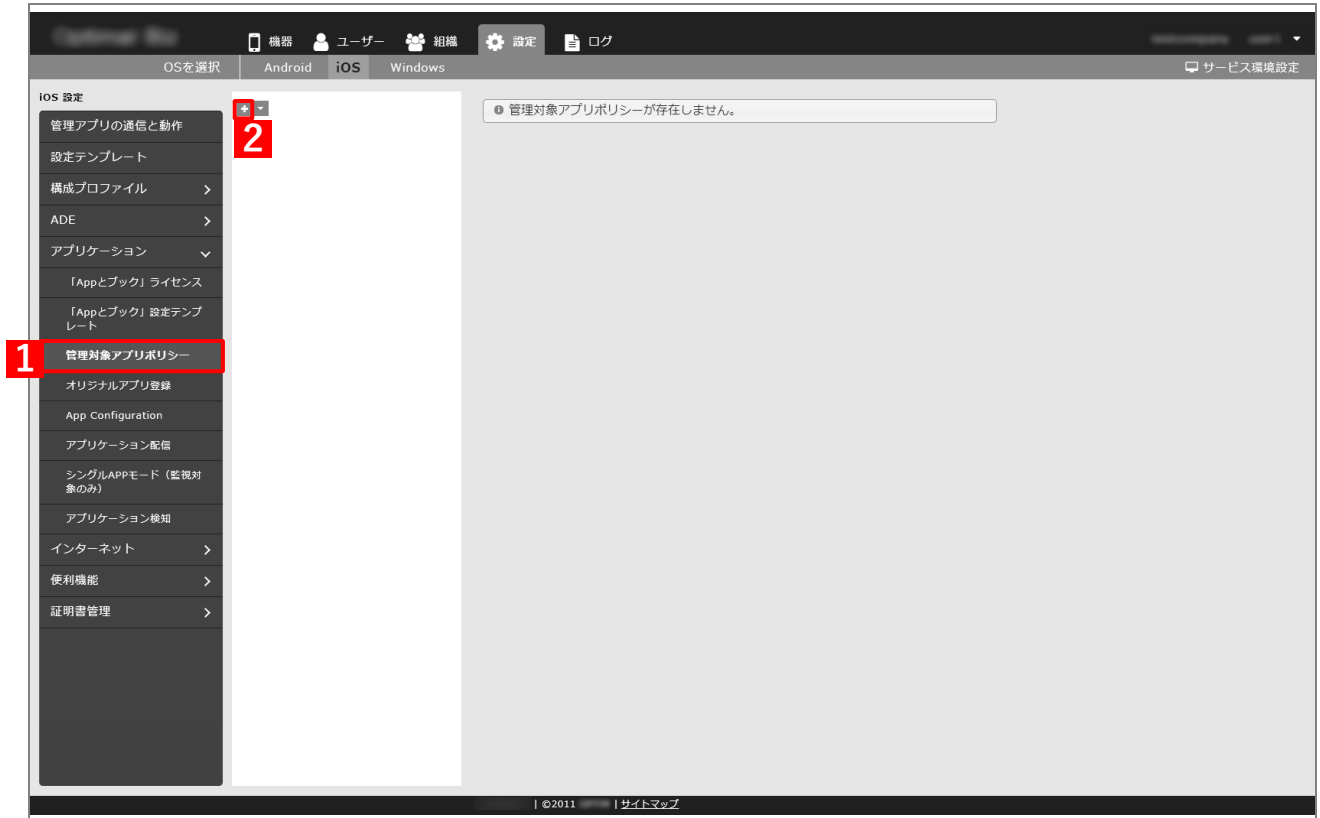 機器 ユーザー 組織 設定 ログ
OSを選択 Android iOS Windows サービス環境設定
iOS 設定
管理アプリの通信と動作
設定テンプレート
構成プロファイル
ADE
アプリケーション
「Appとブック」ライセンス
「Appとブック」設定テンプ
レート
1
管理対象アプリポリシー
オリジナルアプリ登録
App Configuration
アプリケーション配信
シングルAPPモード（監視対
象のみ）
アプリケーション検知
インターネット
便利機能
証明書管理
2
管理対象アプリポリシーが存在しません。
| ©2011 | サイトマップ